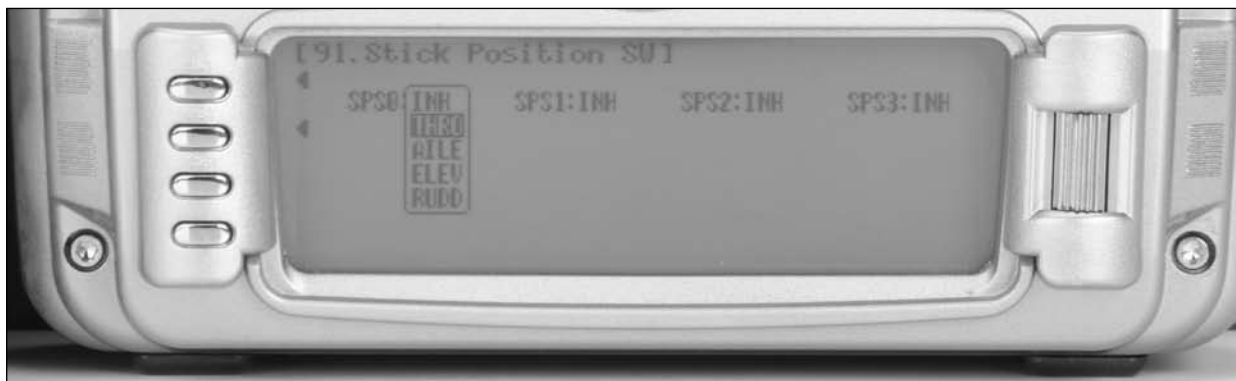 [91.Stick Position SW]
SPS0:INH SPS1:INH SPS2:INH SPS3:INH
THRO
AILE
ELEV
RUDD